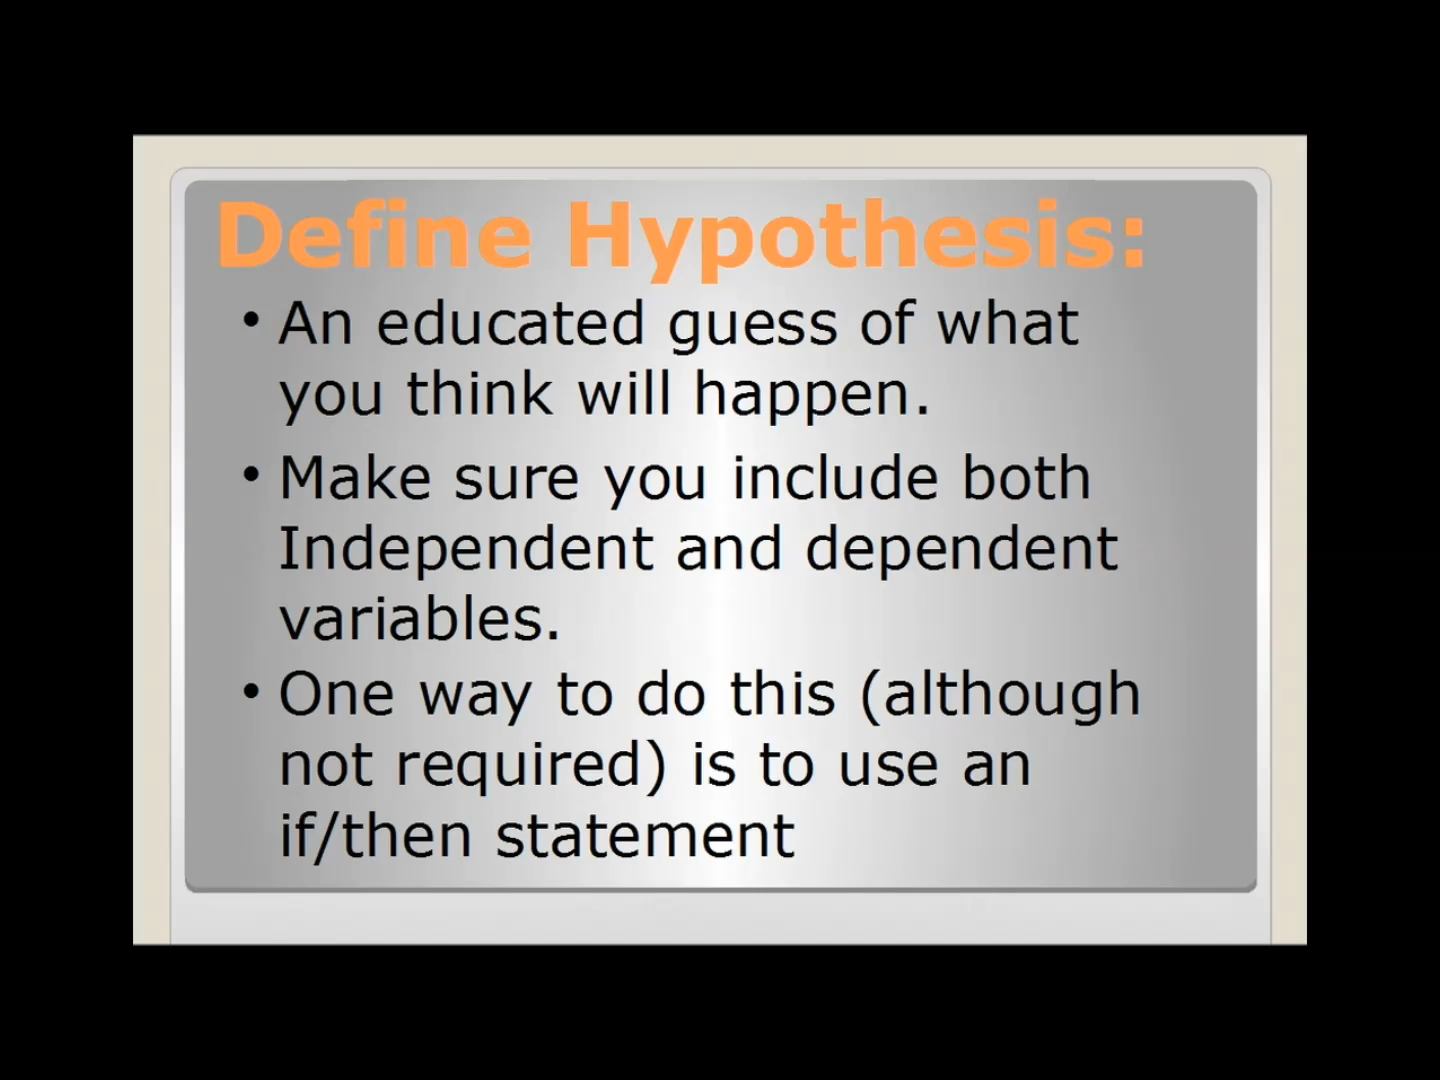 Define Hypothesis:
• An educated guess of what
you think will happen.
• Make sure you include both
Independent and dependent
variables.
• One way to do this (although
not required) is to use an
if/then statement